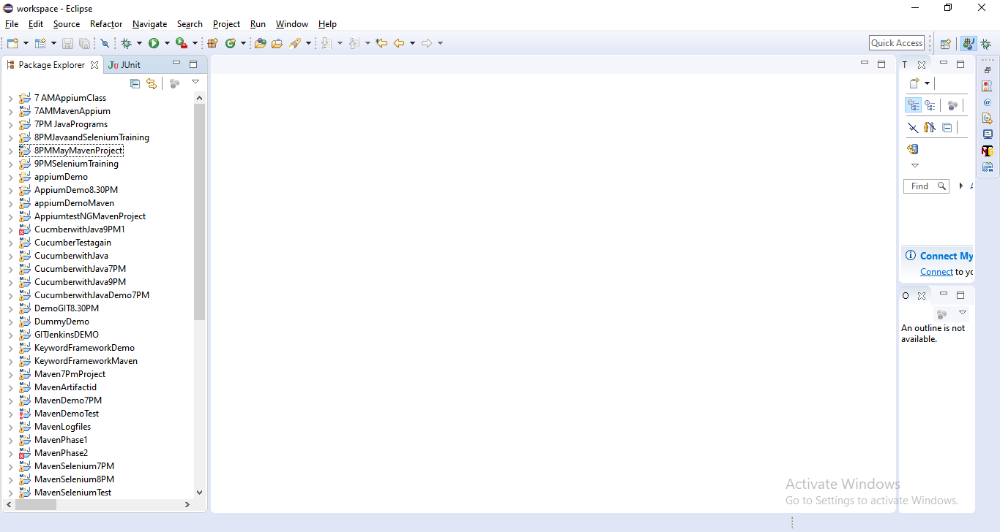 workspace - Eclipse
File Edit Source Refactor Navigate Search Project Run Window Help
Quick Access
Package Explorer JUnit
7 AMAppiumClass
7AMMavenAppium
7PM JavaPrograms
8PMJavaandSeleniumTraining
8PMMayMavenProject
9PMSeleniumTraining
appiumDemo
AppiumDemo8.30PM
appiumDemoMaven
AppiumtestNGMavenProject
CucmberwithJava9PM1
CucumberTestagain
CucumberwithJava
CucumberwithJava7PM
CucumberwithJava9PM
CucumberwithJavaDemo7PM
DemoGIT8.30PM
DummyDemo
GITJenkinsDEMO
KeywordFrameworkDemo
KeywordFrameworkMaven
Maven7PmProject
MavenArtifactid
MavenDemo7PM
MavenDemoTest
MavenLogfiles
MavenPhase1
MavenPhase2
MavenSelenium7PM
MavenSelenium8PM
MavenSeleniumTest
T
Find
Connect My
Connect to yo
O
An outline is not
available.
Activate Windows
Go to Settings to activate Windows.